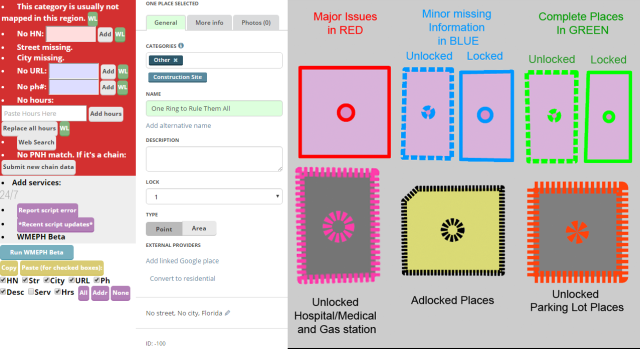 This category is usually not
mapped in this region. WL
No HN: Add WL
Street missing.
City missing.
No URL: Add WL
No ph#: Add WL
No hours:
Paste Hours Here Add hours
Replace all hours WL
Web Search
No PNH match. If it's a chain:
Submit new chain data
Add services:
24/7
Report script error
*Recent script updates*
WMEPH Beta
Run WMEPH Beta
Copy Paste (for checked boxes):
HN Str City URL Ph
Desc Serv Hrs All Addr None
ONE PLACE SELECTED
General More info Photos (0)
CATEGORIES
Other ×
Construction Site
NAME
One Ring to Rule Them All
Add alternative name
DESCRIPTION
LOCK
1
TYPE
Point Area
EXTERNAL PROVIDERS
Add linked Google place
Convert to residential
No street, No city, Florida
ID: -100
Major Issues
in RED
Minor missing
Information
in BLUE
Unlocked Locked
Complete Places
in GREEN
Unlocked Locked
Unlocked
Hospital/Medical
and Gas station
Adlocked Places
Unlocked
Parking Lot Places